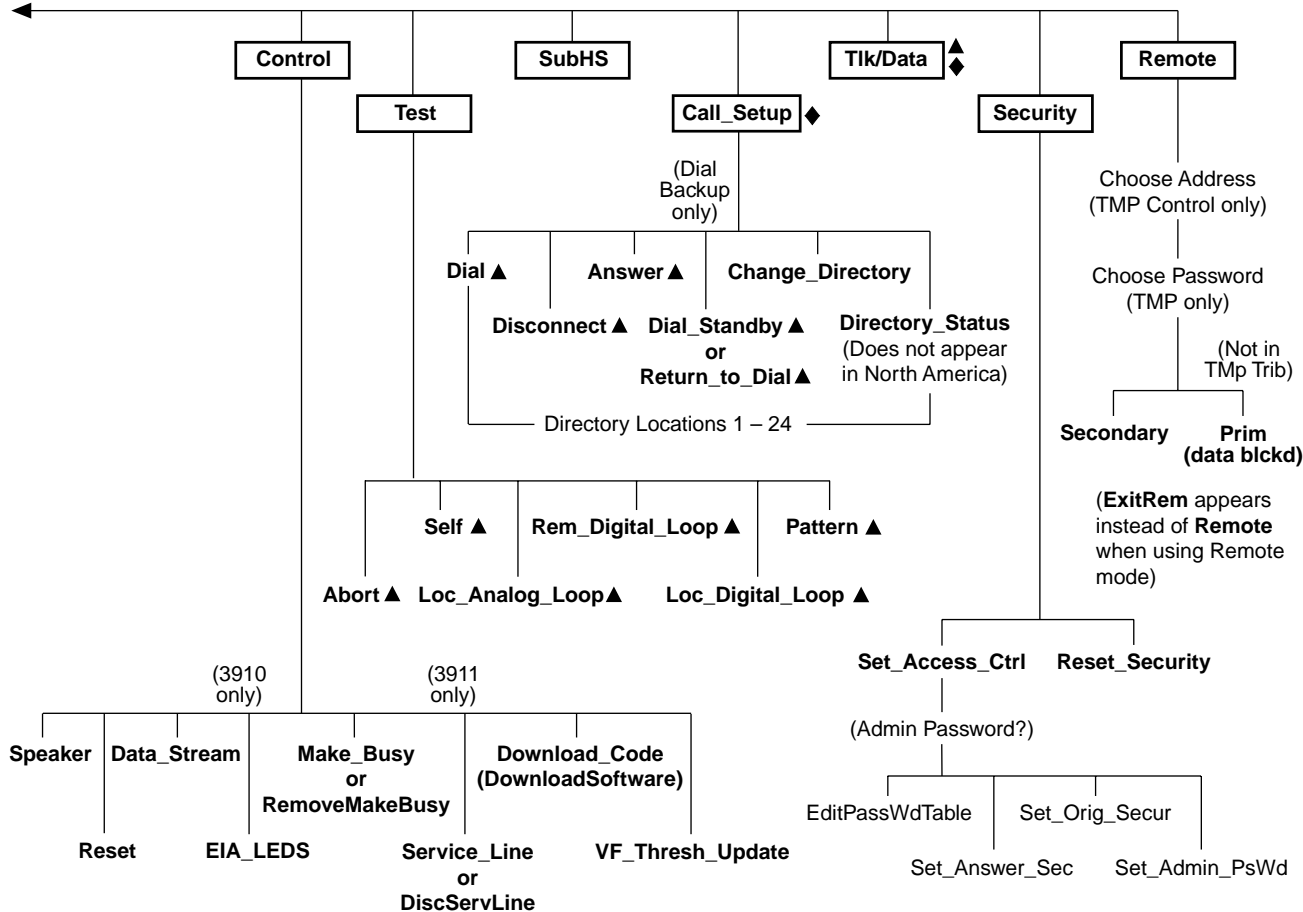 Control
SubHS
Tlk/Data ▲
◆
Remote
Test
Call_Setup ◆
Security
(Dial
Backup
only)
Choose Address
(TMP Control only)
Dial ▲
Answer ▲
Change_Directory
Choose Password
(TMP only)
Disconnect ▲
Dial_Standby ▲
or
Return_to_Dial ▲
Directory_Status
(Does not appear
in North America)
(Not in
TMp Trib)
Directory Locations 1 – 24
Secondary
Prim
(data blckd)
(ExitRem appears
instead of Remote
when using Remote
mode)
Self ▲
Rem_Digital_Loop ▲
Pattern ▲
Abort ▲
Loc_Analog_Loop ▲
Loc_Digital_Loop ▲
Set_Access_Ctrl
Reset_Security
(3910
only)
(3911
only)
(Admin Password?)
Speaker
Data_Stream
Make_Busy
or
RemoveMakeBusy
Download_Code
(DownloadSoftware)
EditPassWdTable
Set_Orig_Secur
Reset
EIA_LEDS
Service_Line
or
DiscServLine
VF_Thresh_Update
Set_Answer_Sec
Set_Admin_PsWd